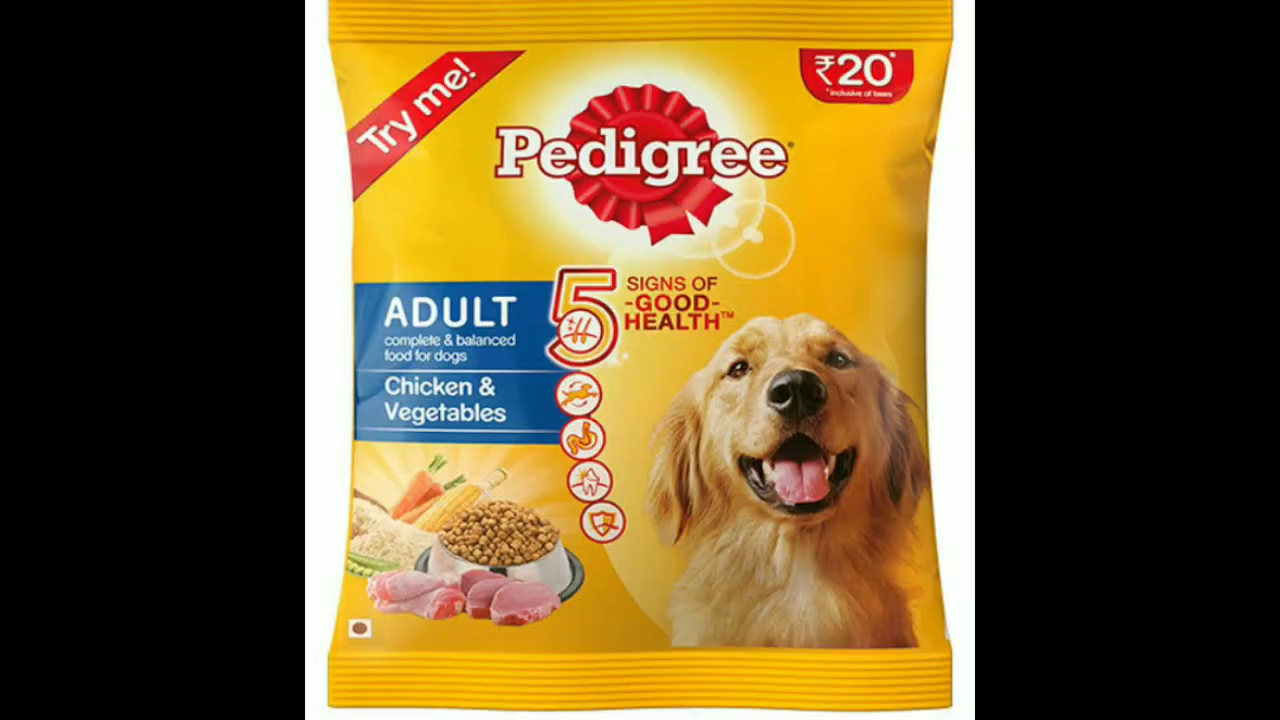 Try me!
₹20*
*inclusive of taxes
Pedigree®
5 SIGNS OF
-GOOD-
HEALTH™
ADULT
complete & balanced
food for dogs
Chicken &
Vegetables